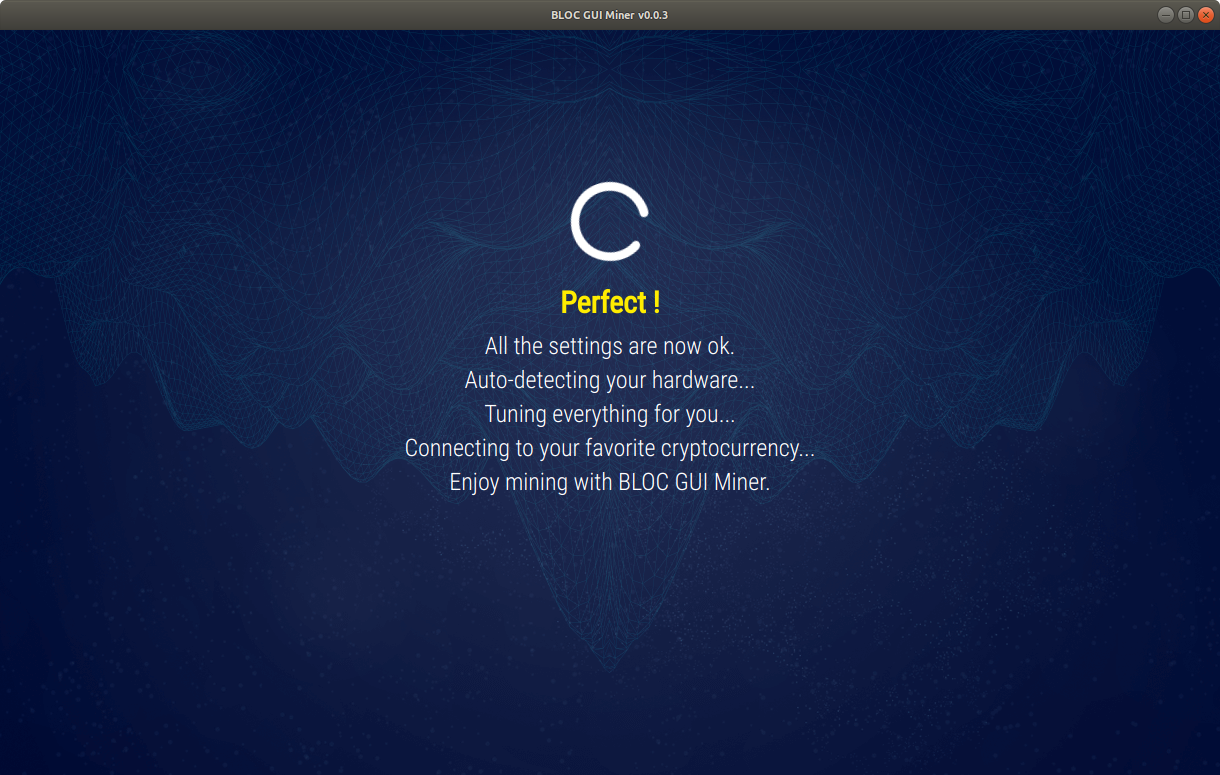 BLOC GUI Miner v0.0.3
Perfect !
All the settings are now ok.
Auto-detecting your hardware...
Tuning everything for you...
Connecting to your favorite cryptocurrency...
Enjoy mining with BLOC GUI Miner.